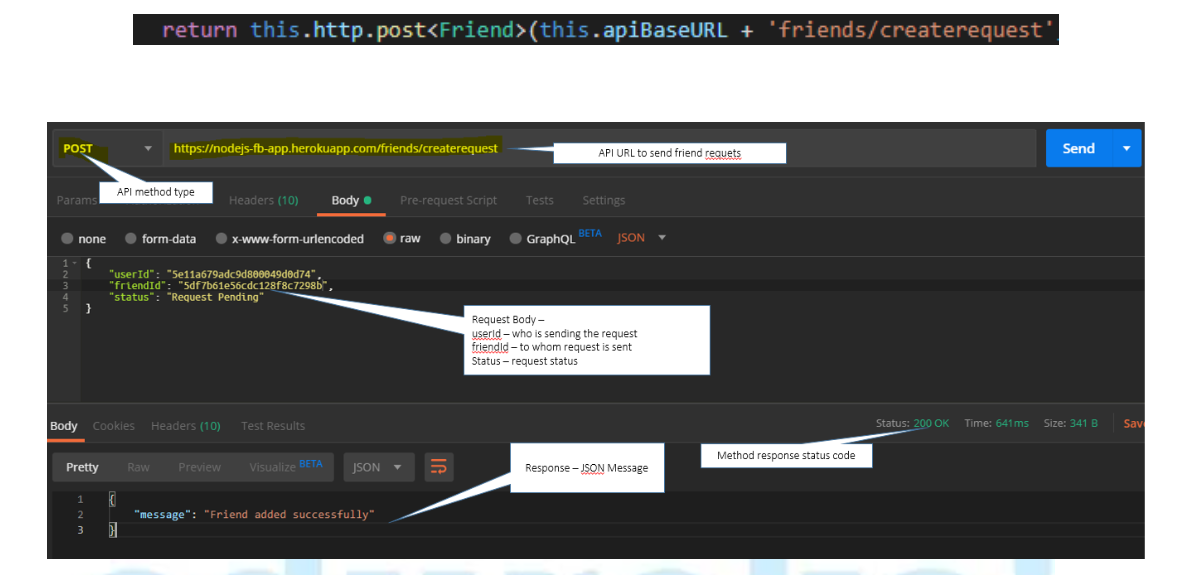 return this.http.post<Friend>(this.apiBaseURL + 'friends/createrequest'
POST https://nodejs-fb-app.herokuapp.com/friends/createrequest API URL to send friend requets Send
API method type
Params Headers (10) Body Pre-request Script Tests Settings
none form-data x-www-form-urlencoded raw binary GraphQL BETA JSON
1 {
2 "userId": "5e11a679adc9d800049d0d74",
3 "friendId": "5df7b61e56cdc128f8c7298b",
4 "status": "Request Pending"
5 }
Request Body –
userId – who is sending the request
friendId – to whom request is sent
Status – request status
Body Cookies Headers (10) Test Results Status: 200 OK Time: 641ms Size: 341 B
Method response status code
Pretty Raw Preview Visualize BETA JSON
Response – JSON Message
1 {
2 "message": "Friend added successfully"
3 }